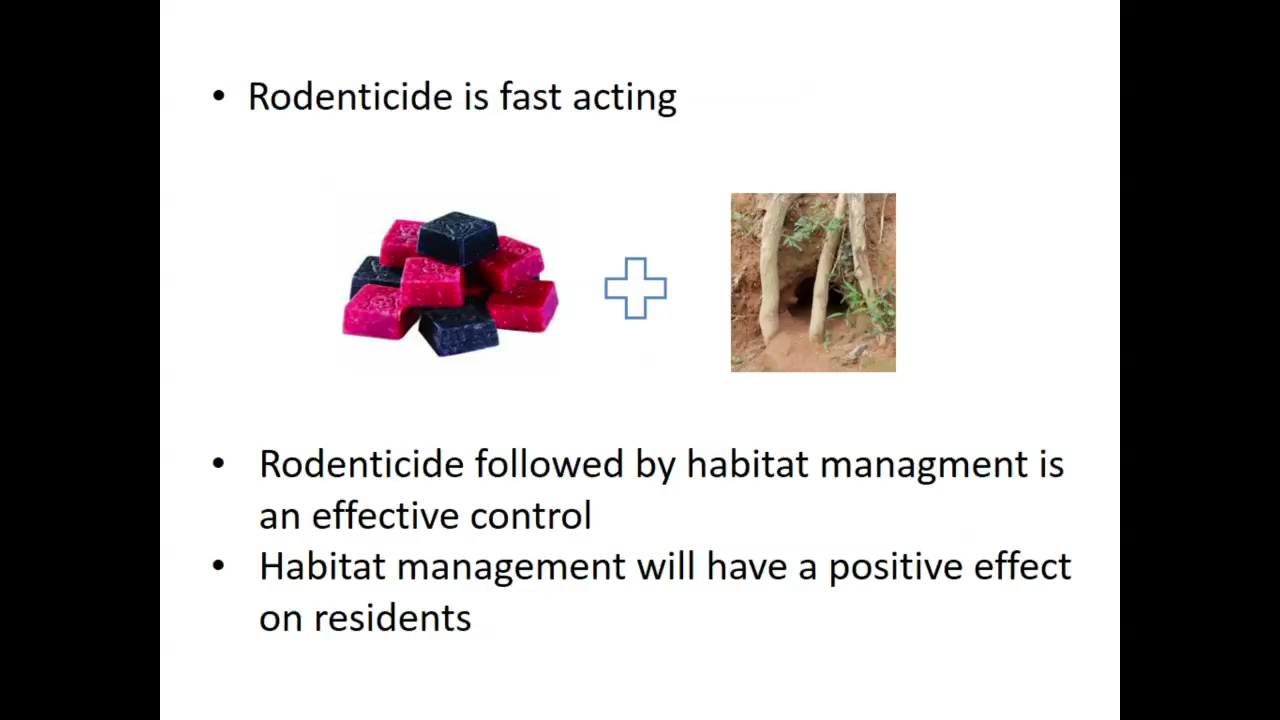 • Rodenticide is fast acting
• Rodenticide followed by habitat managment is
an effective control
• Habitat management will have a positive effect
on residents